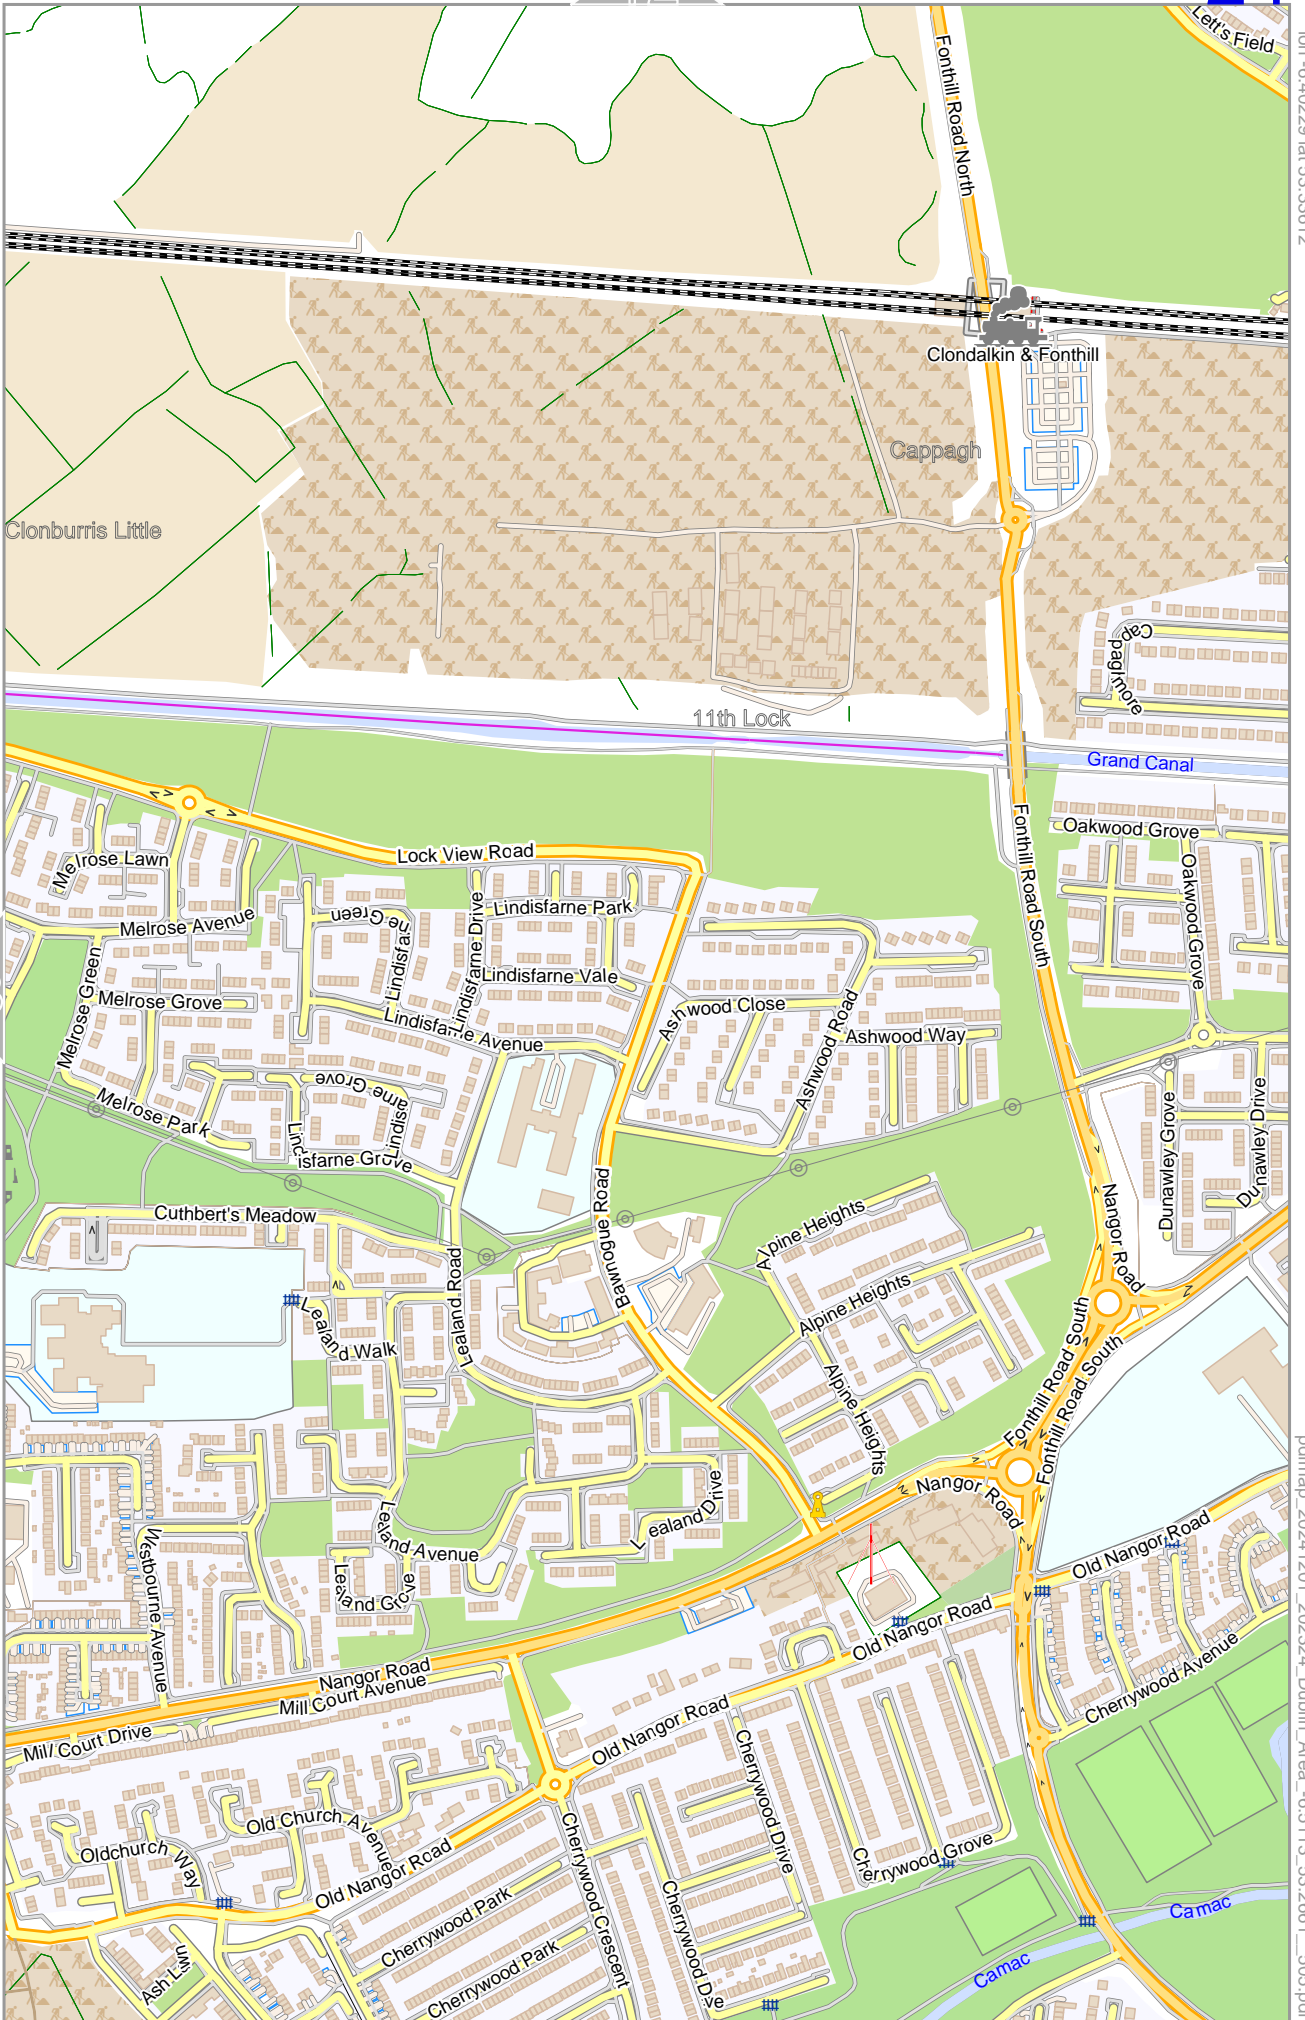 Lett's Field
Fonthill Road North
Clondalkin & Fonthill
Cappagh
Clonburris Little
Cappaghmore
11th Lock
Grand Canal
Fonthill Road South
Oakwood Grove
Oakwood Grove
Lock View Road
Melrose Lawn
Melrose Avenue
Melrose Green
Melrose Grove
Melrose Park
Lindisfarne Green
Lindisfarne Drive
Lindisfarne Park
Lindisfarne Vale
Lindisfarne Avenue
Lindisfarne Grove
Lindisfarne Grove
Ashwood Close
Ashwood Road
Ashwood Way
Dunawley Grove
Dunawley Drive
Nangor Road
Cuthbert's Meadow
Bawnogue Road
Alpine Heights
Alpine Heights
Alpine Heights
Lealand Road
Lealand Walk
Fonthill Road South
Fonthill Road South
Nangor Road
Lealand Drive
Lealand Avenue
Lealand Grove
Westbourne Avenue
Old Nangor Road
Old Nangor Road
Cherrywood Avenue
Nangor Road
Mill Court Avenue
Mill Court Drive
Old Nangor Road
Cherrywood Drive
Cherrywood Grove
Old Church Avenue
Oldchurch Way
Old Nangor Road
Cherrywood Crescent
Cherrywood Park
Cherrywood Park
Cherrywood Dve
Ash Lawn
Camac
Camac